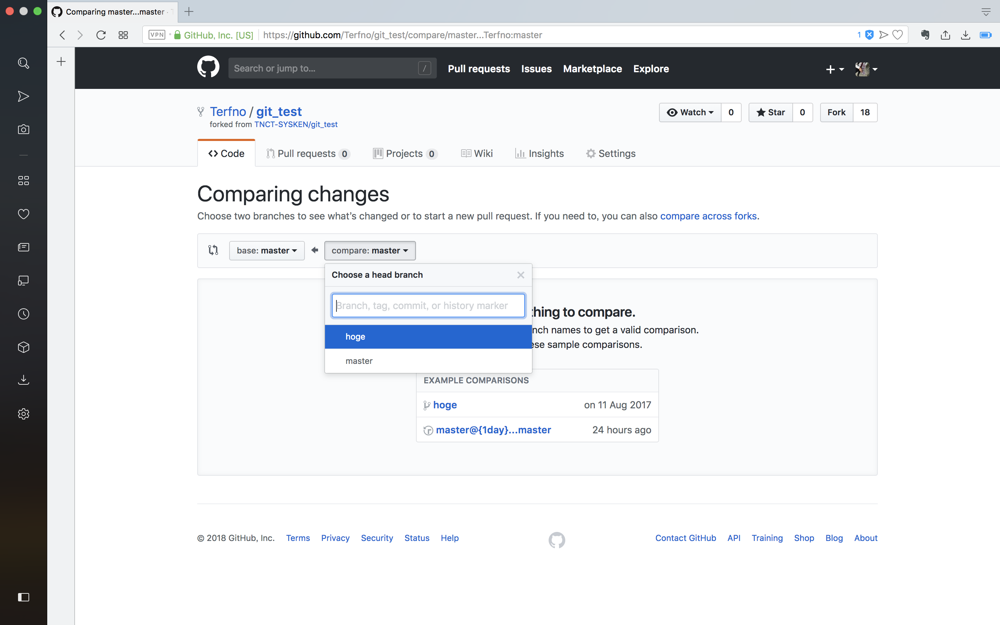 Comparing master...master ·
VPN GitHub, Inc. [US] https://github.com/Terfno/git_test/compare/master...Terfno:master 1
Search or jump to... / Pull requests Issues Marketplace Explore
Terfno / git_test
Watch 0 Star 0 Fork 18
forked from TNCT-SYSKEN/git_test
Code Pull requests 0 Projects 0 Wiki Insights Settings
Comparing changes
Choose two branches to see what’s changed or to start a new pull request. If you need to, you can also compare across forks.
base: master compare: master
Choose a head branch
Branch, tag, commit, or history marker
thing to compare.
nch names to get a valid comparison.
hoge
ese sample comparisons.
master
EXAMPLE COMPARISONS
hoge on 11 Aug 2017
master@{1day}...master 24 hours ago
© 2018 GitHub, Inc. Terms Privacy Security Status Help Contact GitHub API Training Shop Blog About